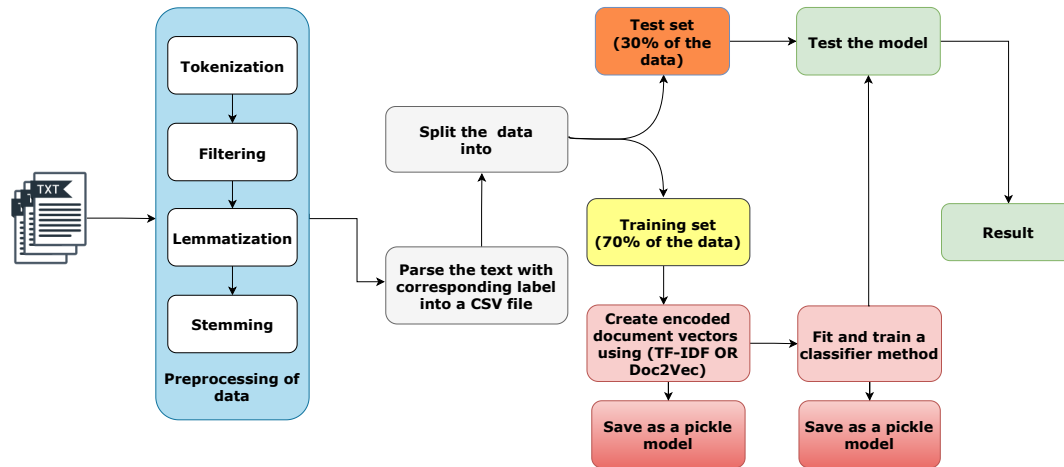 TXT
Tokenization
Filtering
Lemmatization
Stemming
Preprocessing of
data
Parse the text with
corresponding label
into a CSV file
Split the data
into
Test set
(30% of the
data)
Training set
(70% of the data)
Create encoded
document vectors
using (TF-IDF OR
Doc2Vec)
Save as a pickle
model
Fit and train a
classifier method
Save as a pickle
model
Test the model
Result